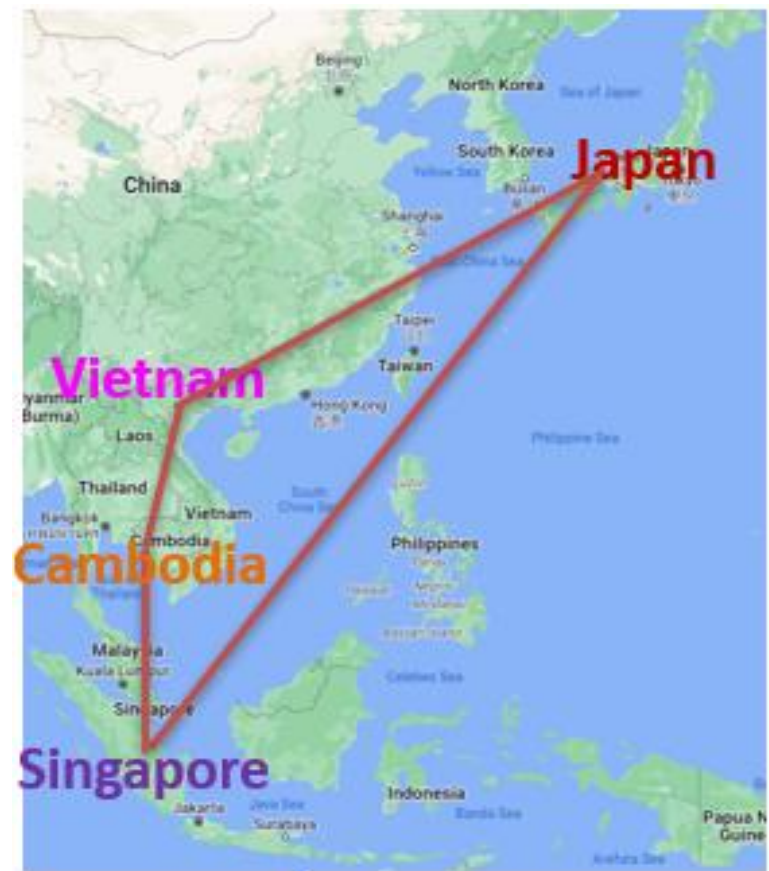 Beijing
North Korea
Sea of Japan
South Korea
Japan
Japan
Yellow Sea
Busan
China
Shanghai
East China Sea
Taipei
Taiwan
Vietnam
Myanmar
(Burma)
Hong Kong
Laos
Philippine Sea
Thailand
South
China Sea
Vietnam
Bangkok
Cambodia
Philippines
Cambodia
Malaysia
Kuala Lumpur
Celebes Sea
Singapore
Singapore
Indonesia
Jakarta
Java Sea
Banda Sea
Surabaya
Papua N
Guine
Arafura Sea